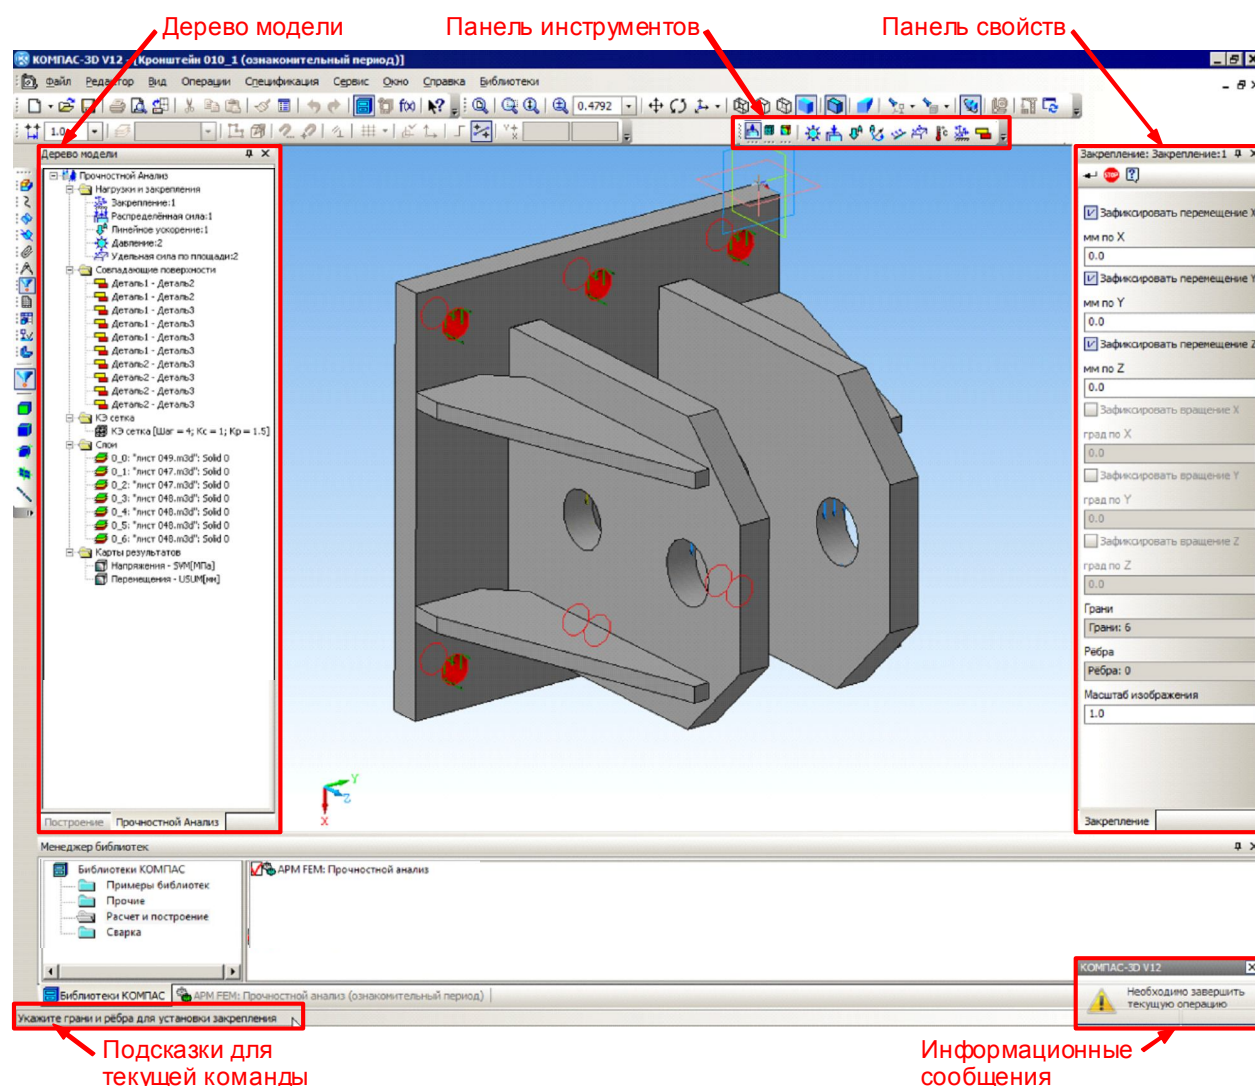 Дерево модели
Панель инструментов
Панель свойств
КОМПАС-3D V12 - [Кронштейн 010_1 (ознакомительный период)]
Файл Редактор Вид Операции Спецификация Сервис Окно Справка Библиотеки
0.4792
1.0
Дерево модели
Прочностной Анализ
Нагрузки и закрепления
Закрепление:1
Распределённая сила:1
Линейное ускорение:1
Давление:2
Удельная сила по площади:2
Совпадающие поверхности
Деталь1 - Деталь2
Деталь1 - Деталь2
Деталь1 - Деталь3
Деталь1 - Деталь3
Деталь1 - Деталь3
Деталь1 - Деталь3
Деталь2 - Деталь3
Деталь2 - Деталь3
Деталь2 - Деталь3
Деталь2 - Деталь3
КЭ сетка
КЭ сетка [Шаг = 4; Kc = 1; Kp = 1.5]
Слои
0_0: "лист 049.m3d": Solid 0
0_1: "лист 047.m3d": Solid 0
0_2: "лист 047.m3d": Solid 0
0_3: "лист 048.m3d": Solid 0
0_4: "лист 048.m3d": Solid 0
0_5: "лист 048.m3d": Solid 0
0_6: "лист 048.m3d": Solid 0
Карты результатов
Напряжения - SVM[МПа]
Перемещения - USUM[мм]
Построение Прочностной Анализ
Y
Z
X
Закрепление: Закрепление:1
STOP
Зафиксировать перемещение X
мм по X
0.0
Зафиксировать перемещение Y
мм по Y
0.0
Зафиксировать перемещение Z
мм по Z
0.0
Зафиксировать вращение X
град по X
0.0
Зафиксировать вращение Y
град по Y
0.0
Зафиксировать вращение Z
град по Z
0.0
Грани
Грани: 6
Рёбра
Рёбра: 0
Масштаб изображения
1.0
Закрепление
Менеджер библиотек
Библиотеки КОМПАС
Примеры библиотек
Прочие
Расчет и построение
Сварка
APM FEM: Прочностной анализ
Библиотеки КОМПАС APM FEM: Прочностной анализ (ознакомительный период)
Укажите грани и рёбра для установки закрепления
КОМПАС-3D V12
Необходимо завершить
текущую операцию
Подсказки для
текущей команды
Информационные
сообщения